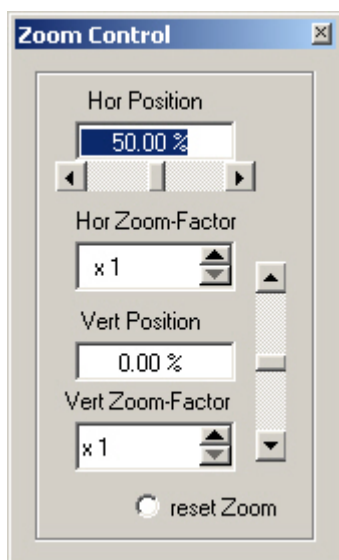 Zoom Control
Hor Position
50.00 %
Hor Zoom-Factor
x 1
Vert Position
0.00 %
Vert Zoom-Factor
x 1
reset Zoom